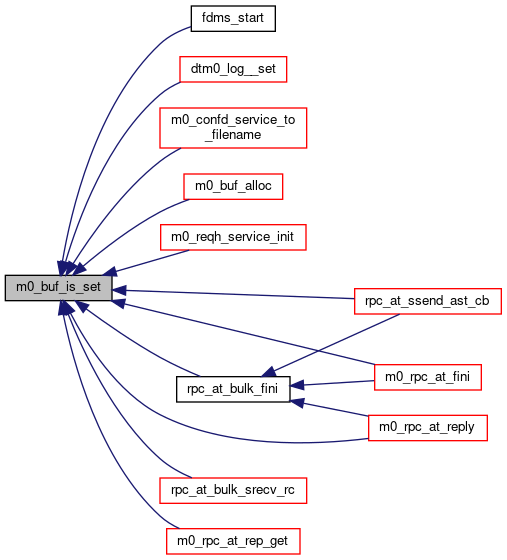 fdms_start
dtm0_log__set
m0_confd_service_to
_filename
m0_buf_alloc
m0_reqh_service_init
m0_buf_is_set
rpc_at_ssend_ast_cb
m0_rpc_at_fini
rpc_at_bulk_fini
m0_rpc_at_reply
rpc_at_bulk_srecv_rc
m0_rpc_at_rep_get